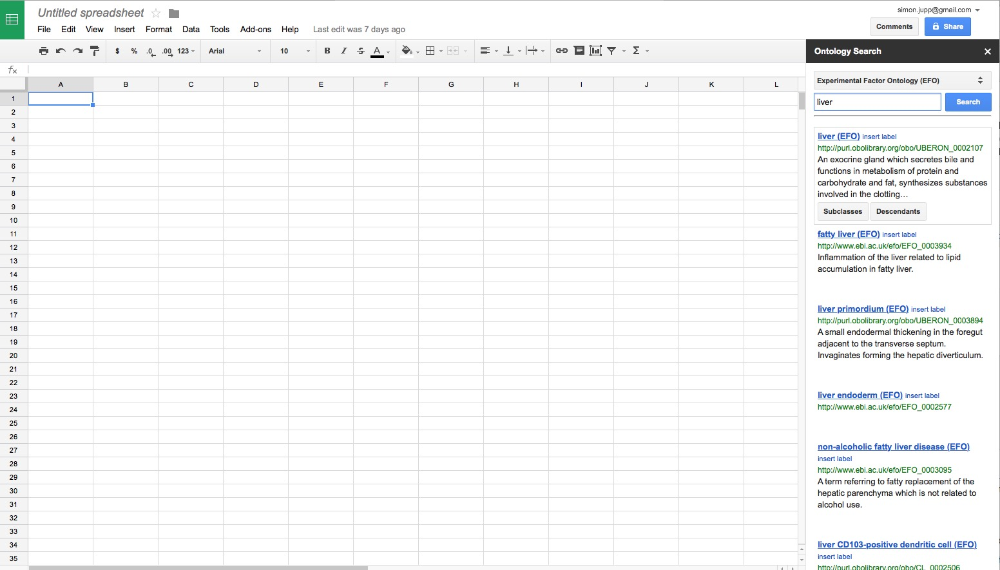 Untitled spreadsheet
simon.jupp@gmail.com
File Edit View Insert Format Data Tools Add-ons Help Last edit was 7 days ago
Comments Share
$ % .0 .00 123 Arial 10 B I S A Σ
Ontology Search ×
fx
Experimental Factor Ontology (EFO)
A B C D E F G H I J K L
liver Search
1
2
3
4
5
6
7
8
9
10
11
12
13
14
15
16
17
18
19
20
21
22
23
24
25
26
27
28
29
30
31
32
33
34
35
liver (EFO) insert label
http://purl.obolibrary.org/obo/UBERON_0002107
An exocrine gland which secretes bile and
functions in metabolism of protein and
carbohydrate and fat, synthesizes substances
involved in the clotting...
Subclasses Descendants
fatty liver (EFO) insert label
http://www.ebi.ac.uk/efo/EFO_0003934
Inflammation of the liver related to lipid
accumulation in fatty liver.
liver primordium (EFO) insert label
http://purl.obolibrary.org/obo/UBERON_0003894
A small endodermal thickening in the foregut
adjacent to the transverse septum.
Invaginates forming the hepatic diverticulum.
liver endoderm (EFO) insert label
http://www.ebi.ac.uk/efo/EFO_0002577
non-alcoholic fatty liver disease (EFO)
insert label
http://www.ebi.ac.uk/efo/EFO_0003095
A term referring to fatty replacement of the
hepatic parenchyma which is not related to
alcohol use.
liver CD103-positive dendritic cell (EFO)
insert label
http://purl.obolibrary.org/obo/CL_0002506